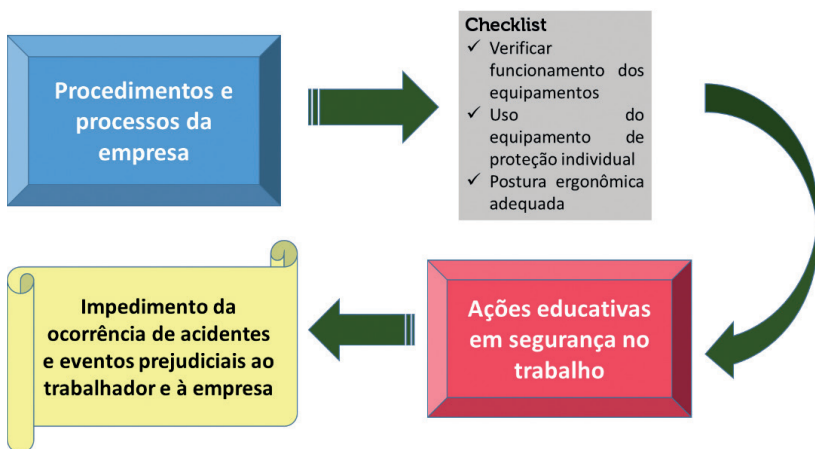 Procedimentos e
processos da
empresa
Checklist
✓ Verificar
funcionamento dos
equipamentos
✓ Uso do
equipamento de
proteção individual
✓ Postura ergonômica
adequada
Ações educativas
em segurança no
trabalho
Impedimento da
ocorrência de acidentes
e eventos prejudiciais ao
trabalhador e à empresa